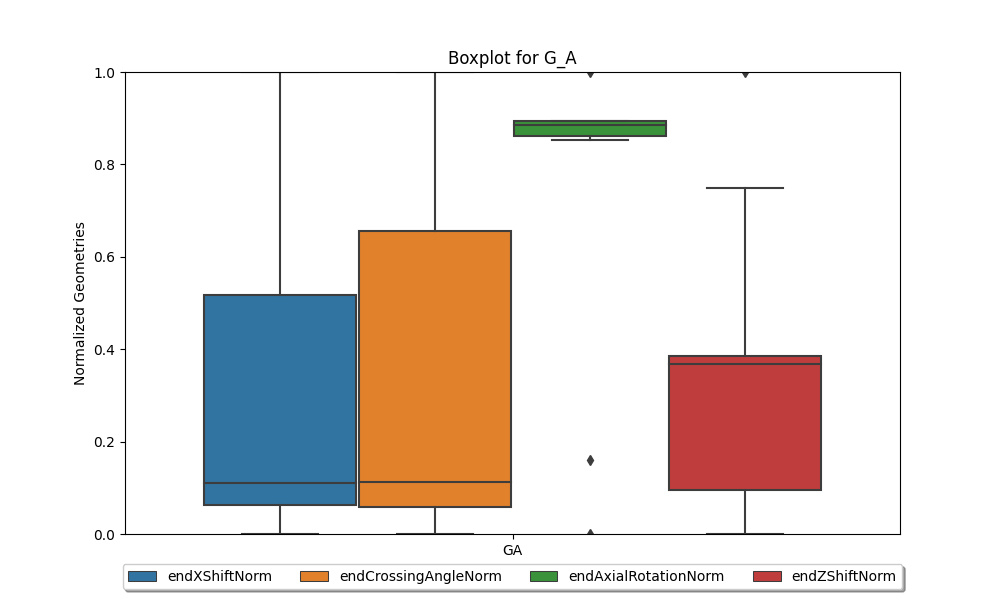 Boxplot for G_A
1.0
0.8
0.6
0.4
0.2
0.0
Normalized Geometries
GA
endXShiftNorm endCrossingAngleNorm endAxialRotationNorm endZShiftNorm